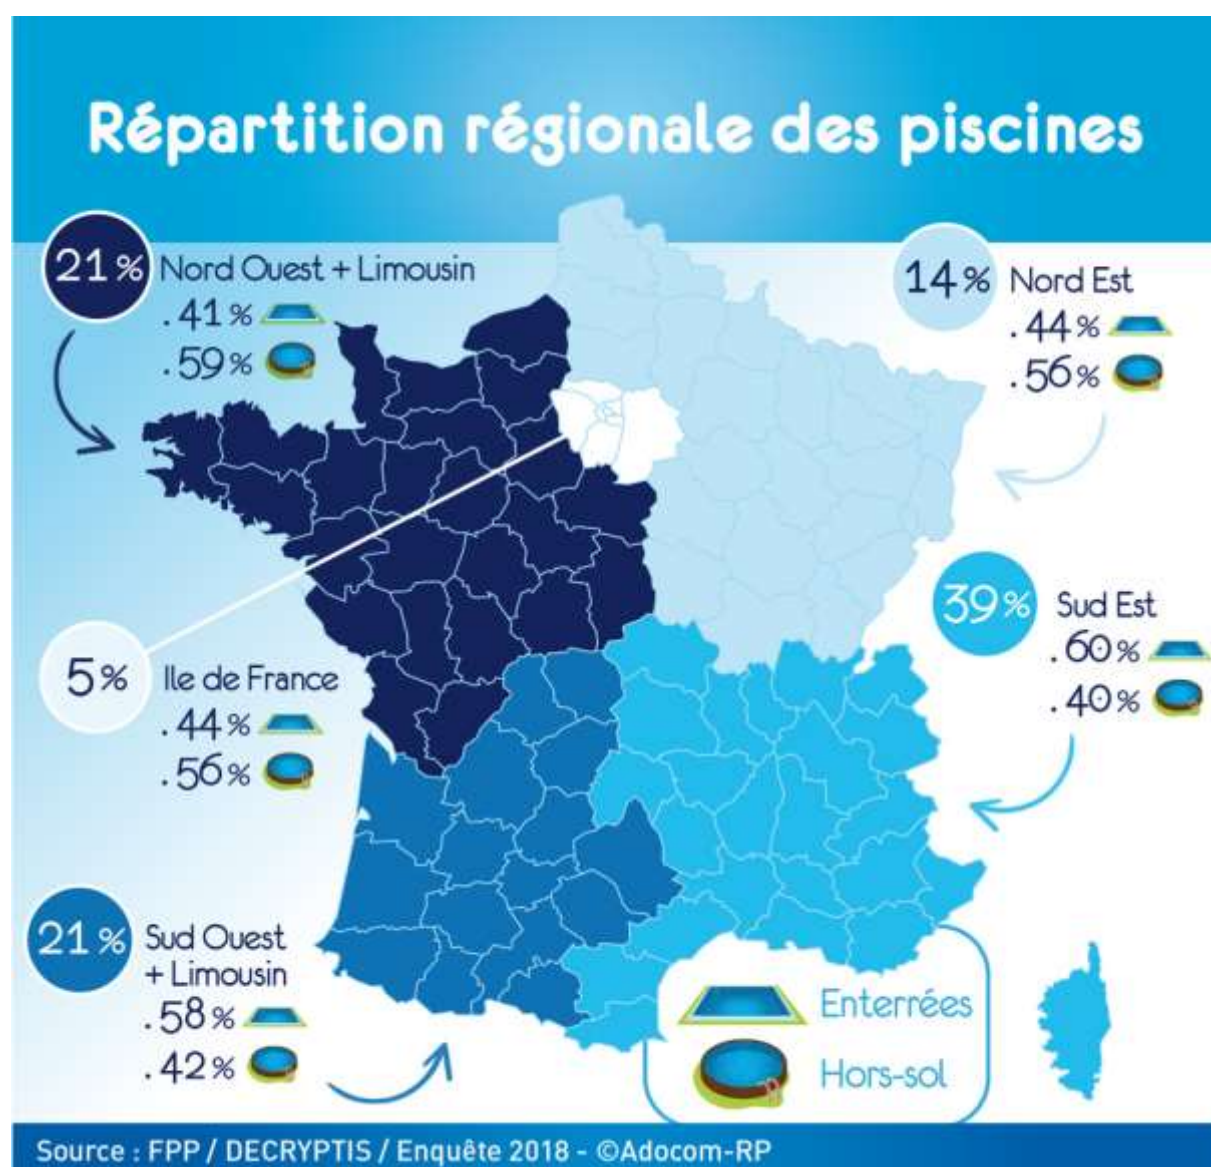 Répartition régionale des piscines
21% Nord Ouest + Limousin
. 41%
. 59%
14% Nord Est
. 44%
. 56%
39% Sud Est
. 60%
. 40%
5% Ile de France
. 44%
. 56%
21% Sud Ouest
+ Limousin
. 58%
. 42%
Enterrées
Hors-sol
Source : FPP / DECRYPTIS / Enquête 2018 - ©Adocom-RP